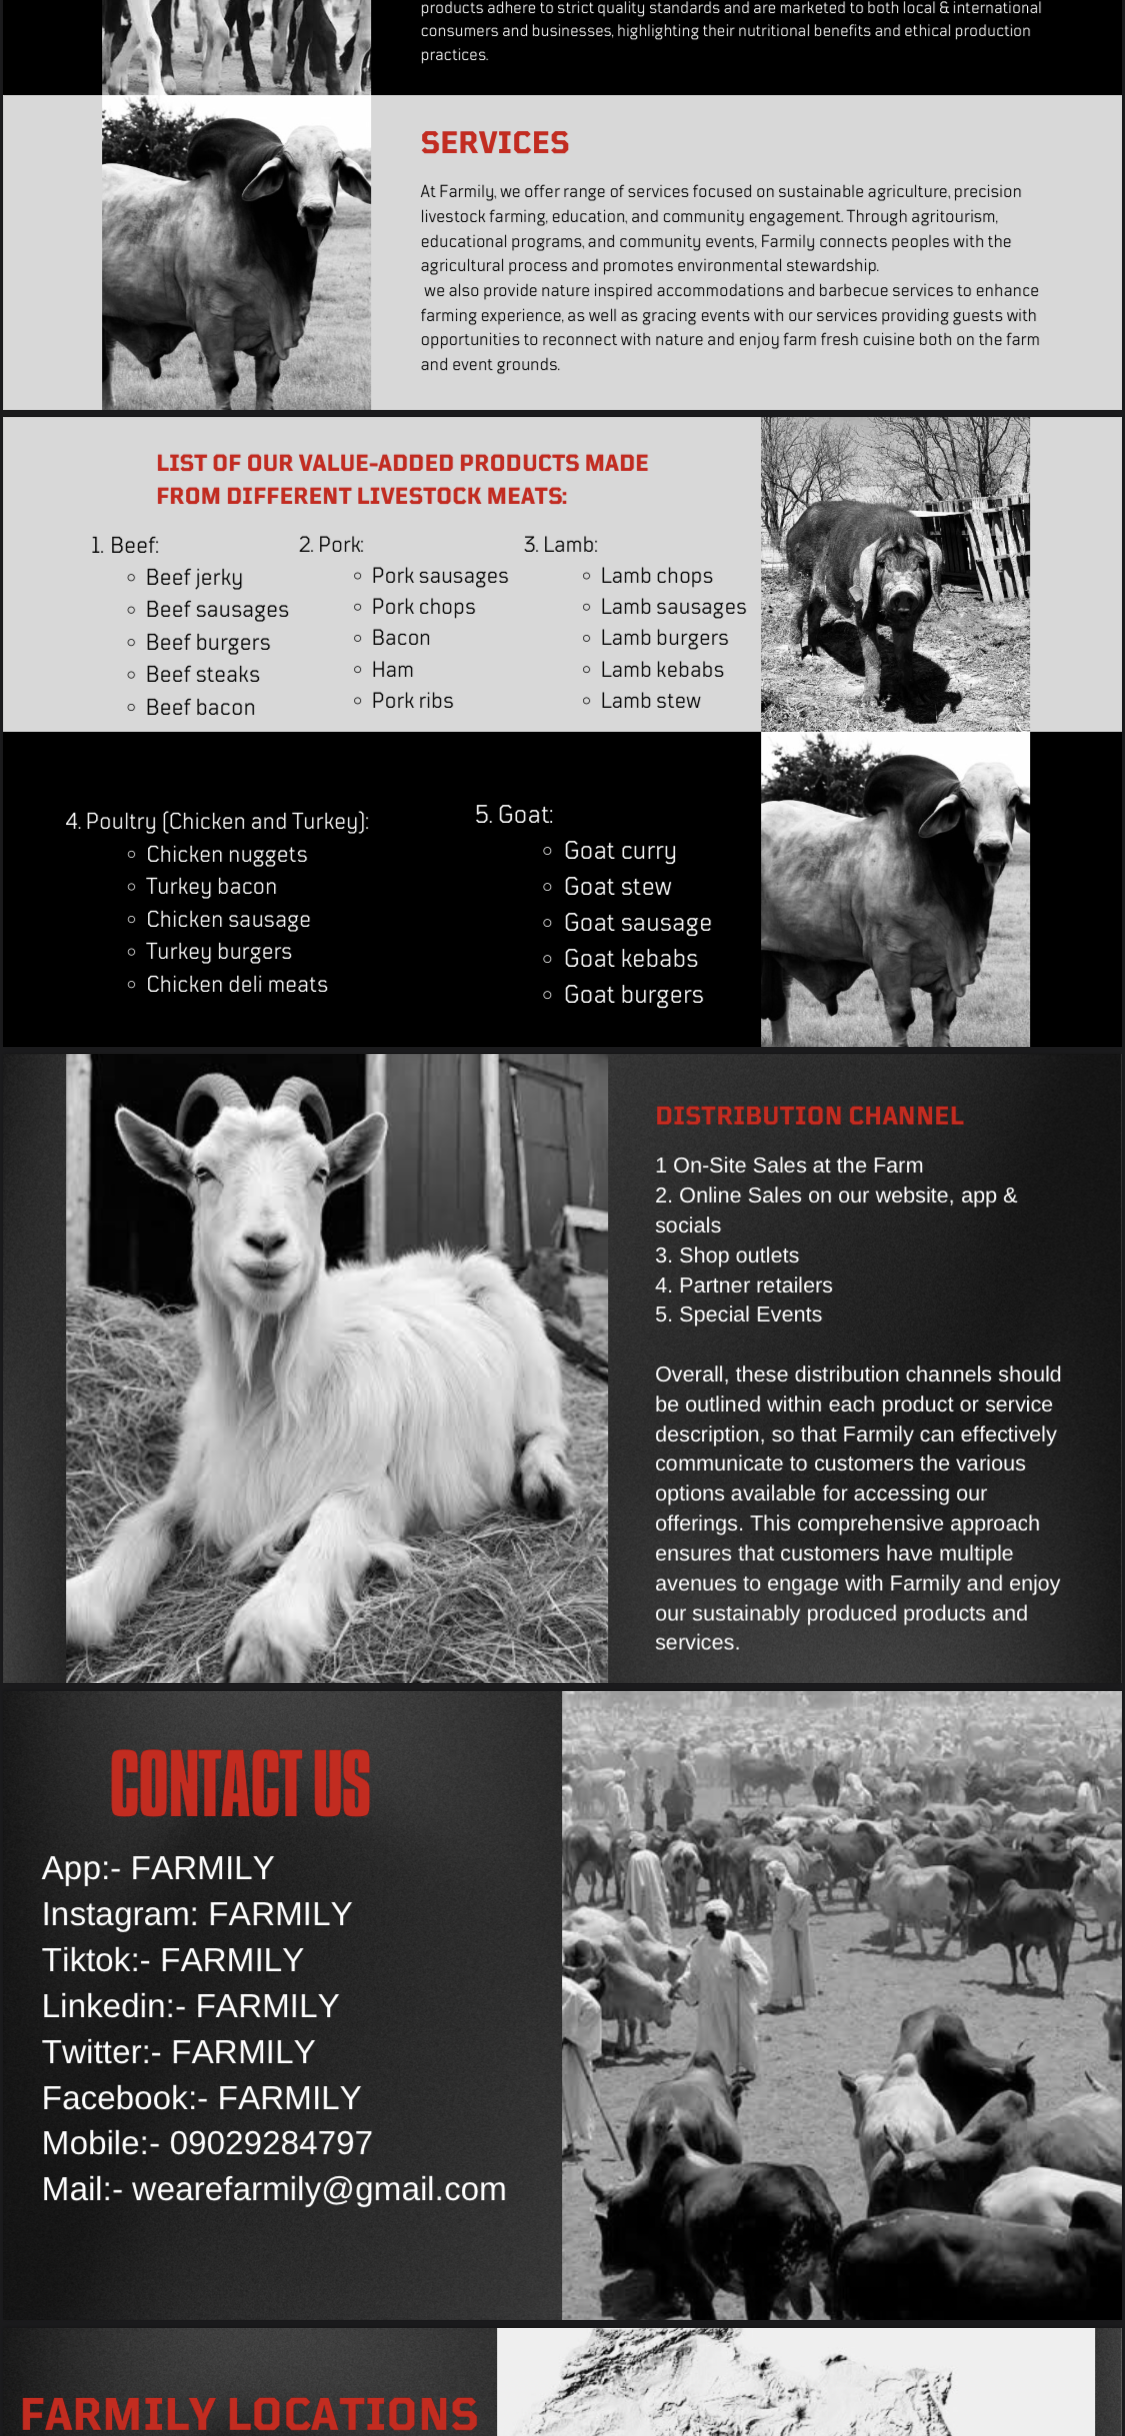 products adhere to strict quality standards and are marketed to both local & international
consumers and businesses, highlighting their nutritional benefits and ethical production
practices.
SERVICES
At Farmily, we offer range of services focused on sustainable agriculture, precision
livestock farming, education, and community engagement. Through agritourism,
educational programs, and community events, Farmily connects peoples with the
agricultural process and promotes environmental stewardship.
we also provide nature inspired accommodations and barbecue services to enhance
farming experience, as well as gracing events with our services providing guests with
opportunities to reconnect with nature and enjoy farm fresh cuisine both on the farm
and event grounds.
LIST OF OUR VALUE-ADDED PRODUCTS MADE
FROM DIFFERENT LIVESTOCK MEATS:
1. Beef:
Beef jerky
Beef sausages
Beef burgers
Beef steaks
Beef bacon
2. Pork:
Pork sausages
Pork chops
Bacon
Ham
Pork ribs
3. Lamb:
Lamb chops
Lamb sausages
Lamb burgers
Lamb kebabs
Lamb stew
4. Poultry (Chicken and Turkey):
Chicken nuggets
Turkey bacon
Chicken sausage
Turkey burgers
Chicken deli meats
5. Goat:
Goat curry
Goat stew
Goat sausage
Goat kebabs
Goat burgers
DISTRIBUTION CHANNEL
1 On-Site Sales at the Farm
2. Online Sales on our website, app &
socials
3. Shop outlets
4. Partner retailers
5. Special Events
Overall, these distribution channels should
be outlined within each product or service
description, so that Farmily can effectively
communicate to customers the various
options available for accessing our
offerings. This comprehensive approach
ensures that customers have multiple
avenues to engage with Farmily and enjoy
our sustainably produced products and
services.
CONTACT US
App:- FARMILY
Instagram: FARMILY
Tiktok:- FARMILY
Linkedin:- FARMILY
Twitter:- FARMILY
Facebook:- FARMILY
Mobile:- 09029284797
Mail:- wearefarmily@gmail.com
FARMILY LOCATIONS